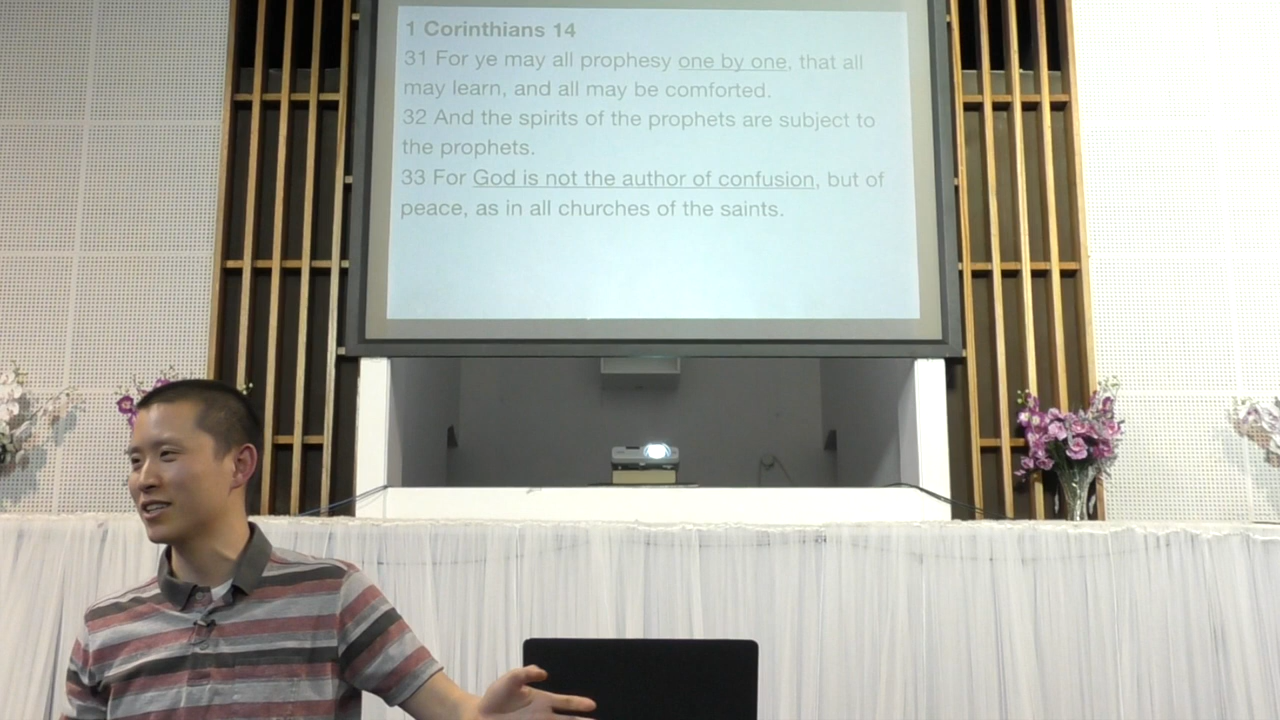 1 Corinthians 14
31 For ye may all prophesy one by one, that all
may learn, and all may be comforted.
32 And the spirits of the prophets are subject to
the prophets.
33 For God is not the author of confusion, but of
peace, as in all churches of the saints.